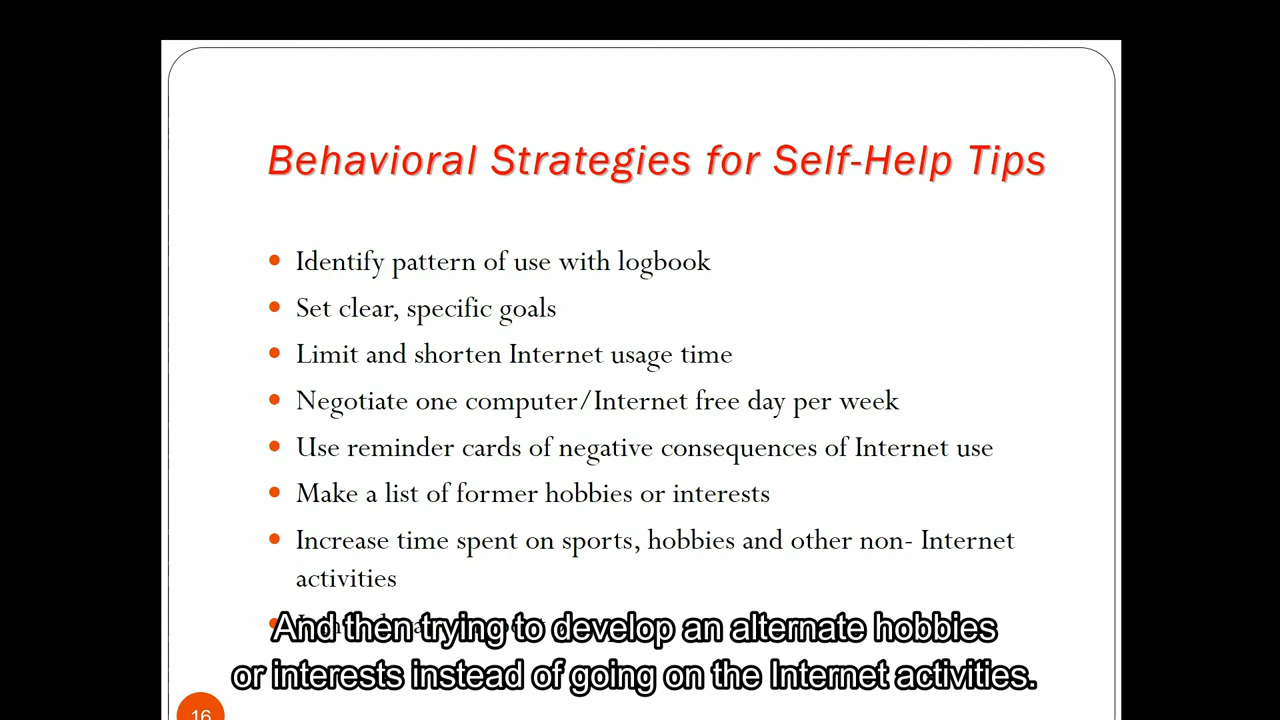 Behavioral Strategies for Self-Help Tips
• Identify pattern of use with logbook
• Set clear, specific goals
• Limit and shorten Internet usage time
• Negotiate one computer/Internet free day per week
• Use reminder cards of negative consequences of Internet use
• Make a list of former hobbies or interests
• Increase time spent on sports, hobbies and other non- Internet
activities
And then trying to develop an alternate hobbies
or interests instead of going on the Internet activities.
16